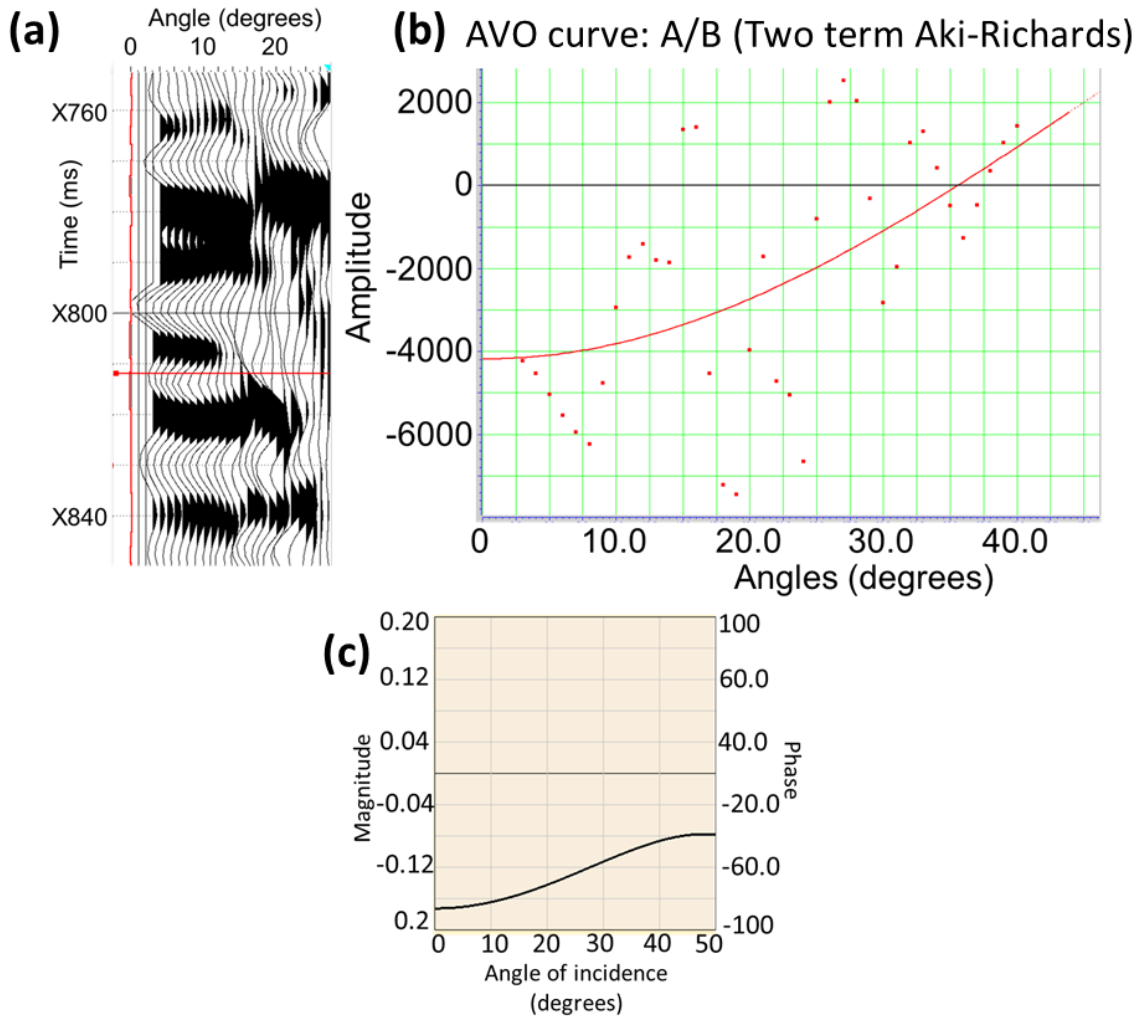 (a)
Angle (degrees)
0 10 20
X760
X800
X840
Time (ms)
(b) AVO curve: A/B (Two term Aki-Richards)
2000
0
-2000
-4000
-6000
Amplitude
0 10.0 20.0 30.0 40.0
Angles (degrees)
(c)
0.20
0.12
0.04
-0.04
-0.12
0.2
Magnitude
100
60.0
40.0
-20.0
-60.0
-100
Phase
0 10 20 30 40 50
Angle of incidence
(degrees)